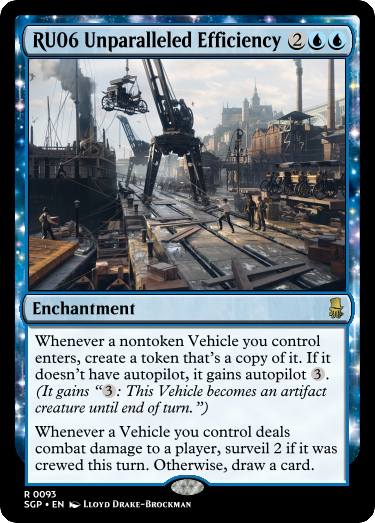 RU06 Unparalleled Efficiency 2
Enchantment
Whenever a nontoken Vehicle you control
enters, create a token that's a copy of it. If it
doesn't have autopilot, it gains autopilot 3.
(It gains “3: This Vehicle becomes an artifact
creature until end of turn.”)
Whenever a Vehicle you control deals
combat damage to a player, surveil 2 if it was
crewed this turn. Otherwise, draw a card.
R 0093
SGP • EN Lloyd Drake-Brockman